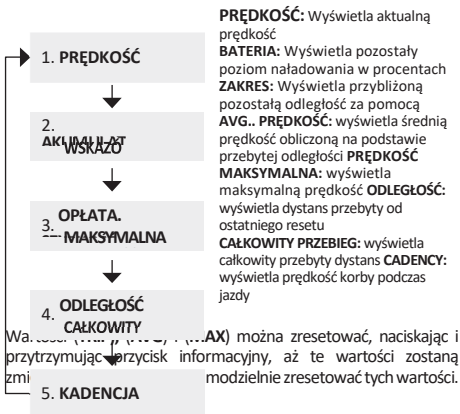 1. PRĘDKOŚĆ
2.
WSKAZO
3. OPŁATA.
MAKSYMALNA
4. ODLEGŁOŚĆ
CAŁKOWITY
5. KADENCJA
PRĘDKOŚĆ: Wyświetla aktualną
prędkość
BATERIA: Wyświetla pozostały
poziom naładowania w procentach
ZAKRES: Wyświetla przybliżoną
pozostałą odległość za pomocą
AVG.. PRĘDKOŚĆ: wyświetla średnią
prędkość obliczoną na podstawie
przebytej odległości PRĘDKOŚĆ
MAKSYMALNA: wyświetla
maksymalną prędkość ODLEGŁOŚĆ:
wyświetla dystans przebyty od
ostatniego resetu
CAŁKOWITY PRZEBIEG: wyświetla
całkowity przebyty dystans CADENCY:
wyświetla prędkość korby podczas
jazdy
można zresetować, naciskając i
przytrzymując przycisk informacyjny, aż te wartości zostaną
zresetować tych wartości.